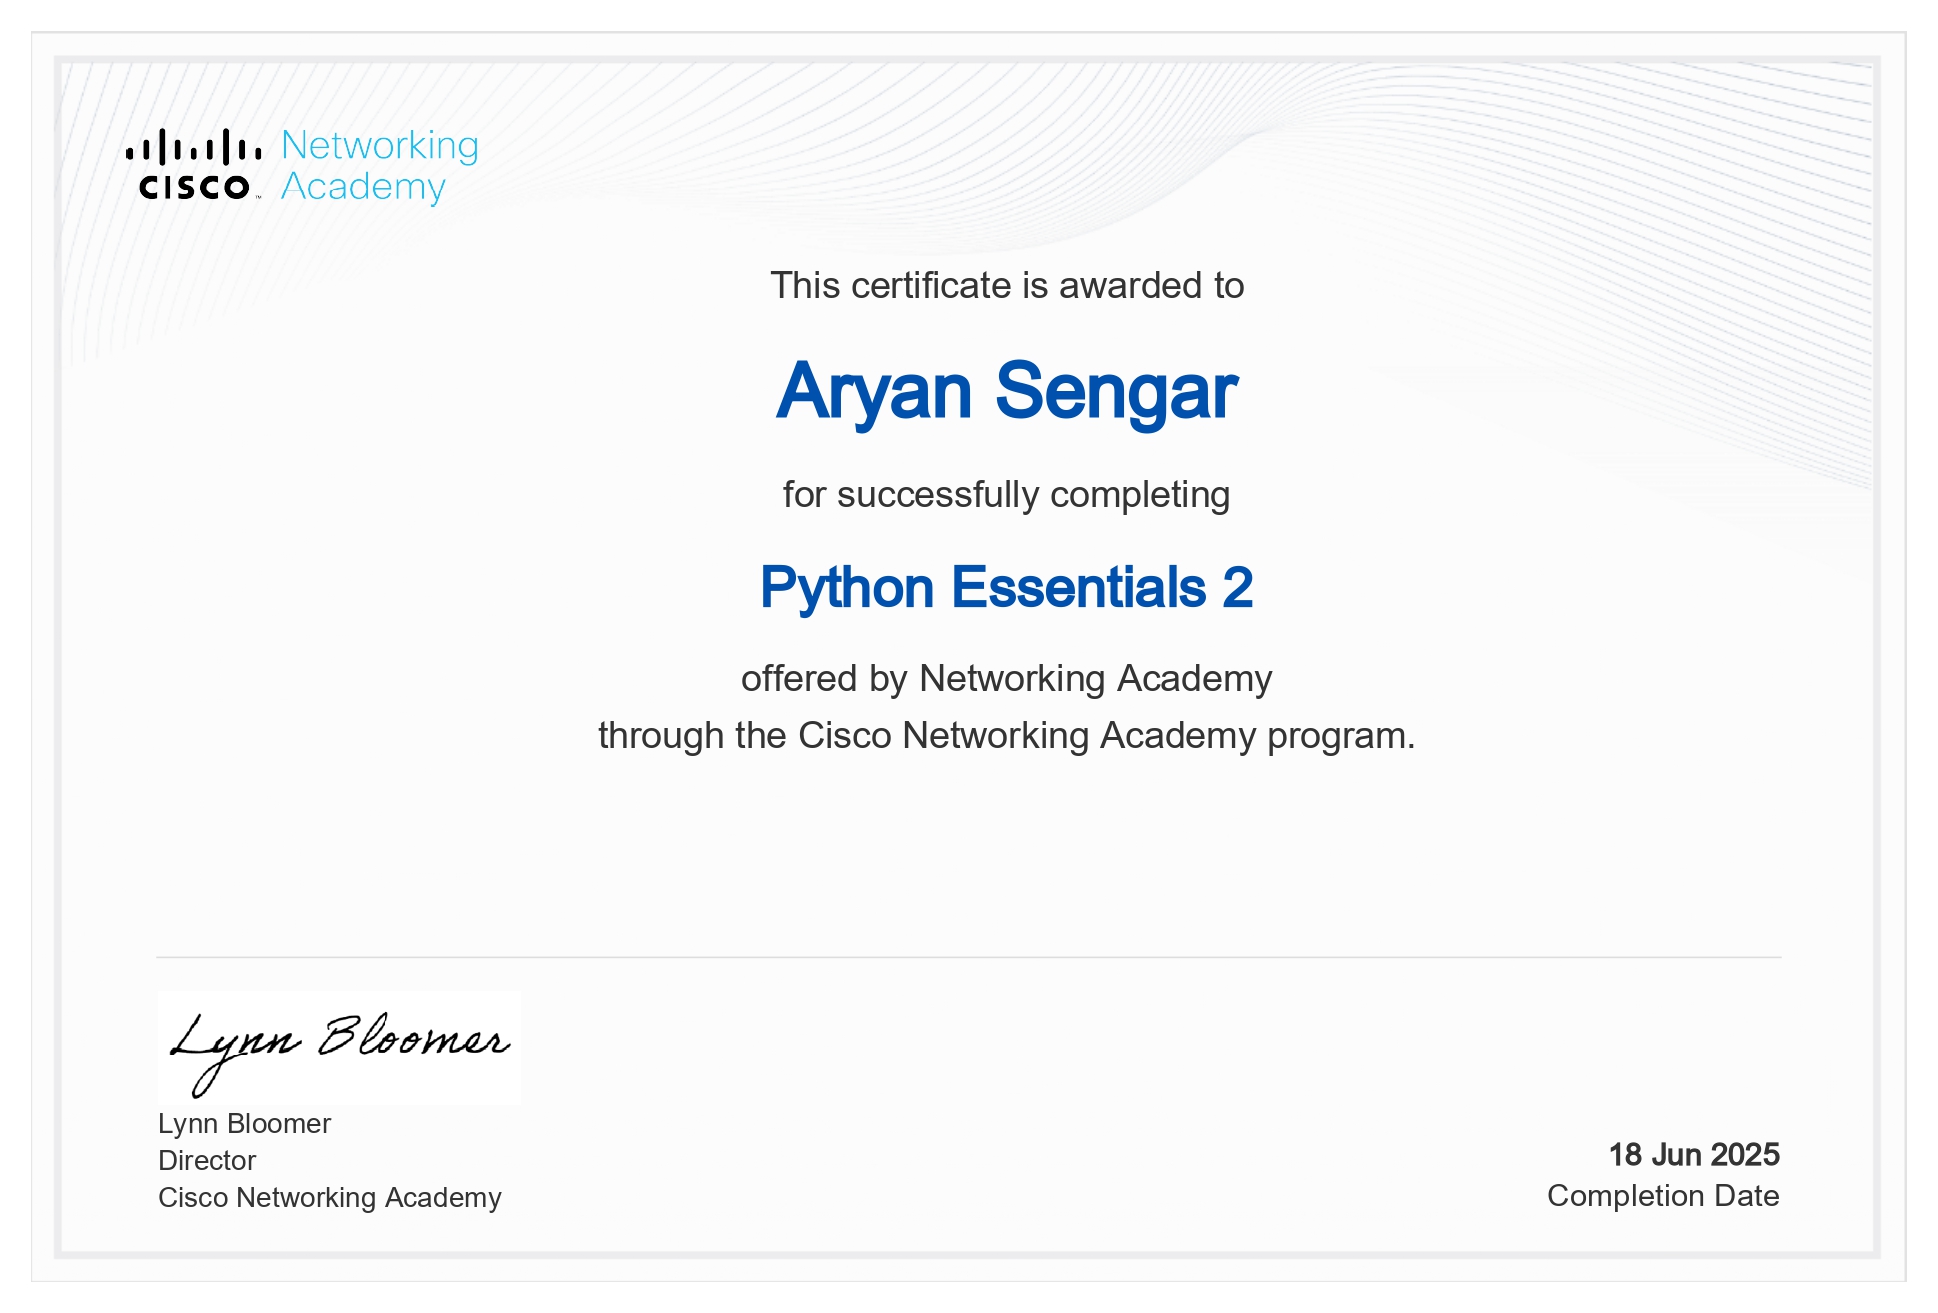 Networking
CISCO™ Academy
This certificate is awarded to
Aryan Sengar
for successfully completing
Python Essentials 2
offered by Networking Academy
through the Cisco Networking Academy program.
Lynn Bloomer
Lynn Bloomer
Director
Cisco Networking Academy
18 Jun 2025
Completion Date